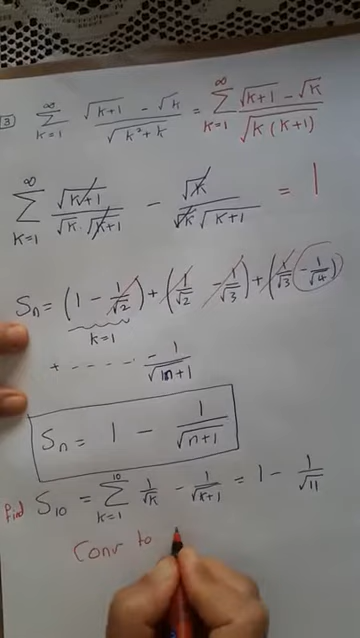 3 ∞∑k=1 (√(k+1) − √k)/√(k²+k) = ∞∑k=1 (√(k+1) − √k)/√(k(k+1))
∞∑k=1 √(k+1)/(√k·√(k+1)) − √k/(√k √(k+1)) = 1
Sn = (1 − 1/√2) + (1/√2 − 1/√3) + (1/√3 − 1/√4)
k=1
+ - - - - - − 1/√(n+1)
Sn = 1 − 1/√(n+1)
Find S10 = 10∑k=1 1/√k − 1/√(k+1) = 1 − 1/√11
Conv to